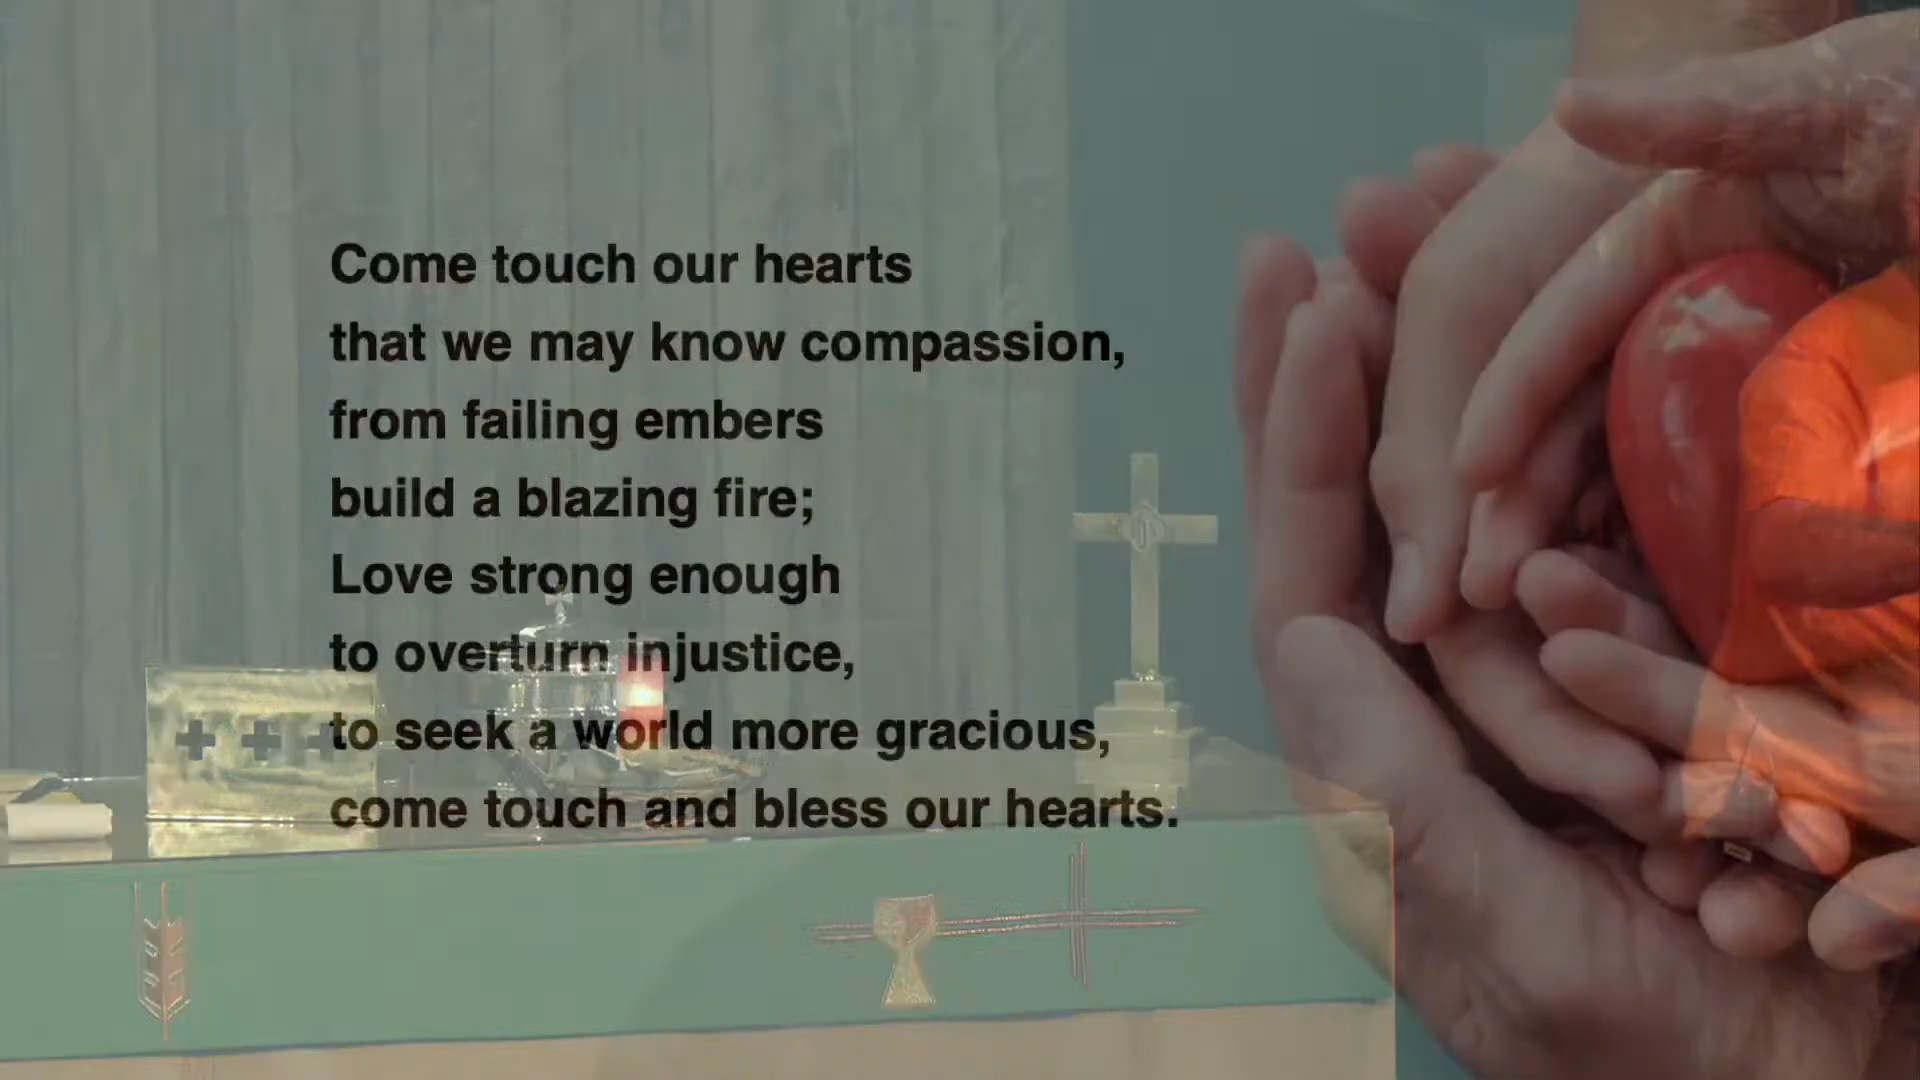 Come touch our hearts
that we may know compassion,
from failing embers
build a blazing fire;
Love strong enough
to overturn injustice,
to seek a world more gracious,
come touch and bless our hearts.